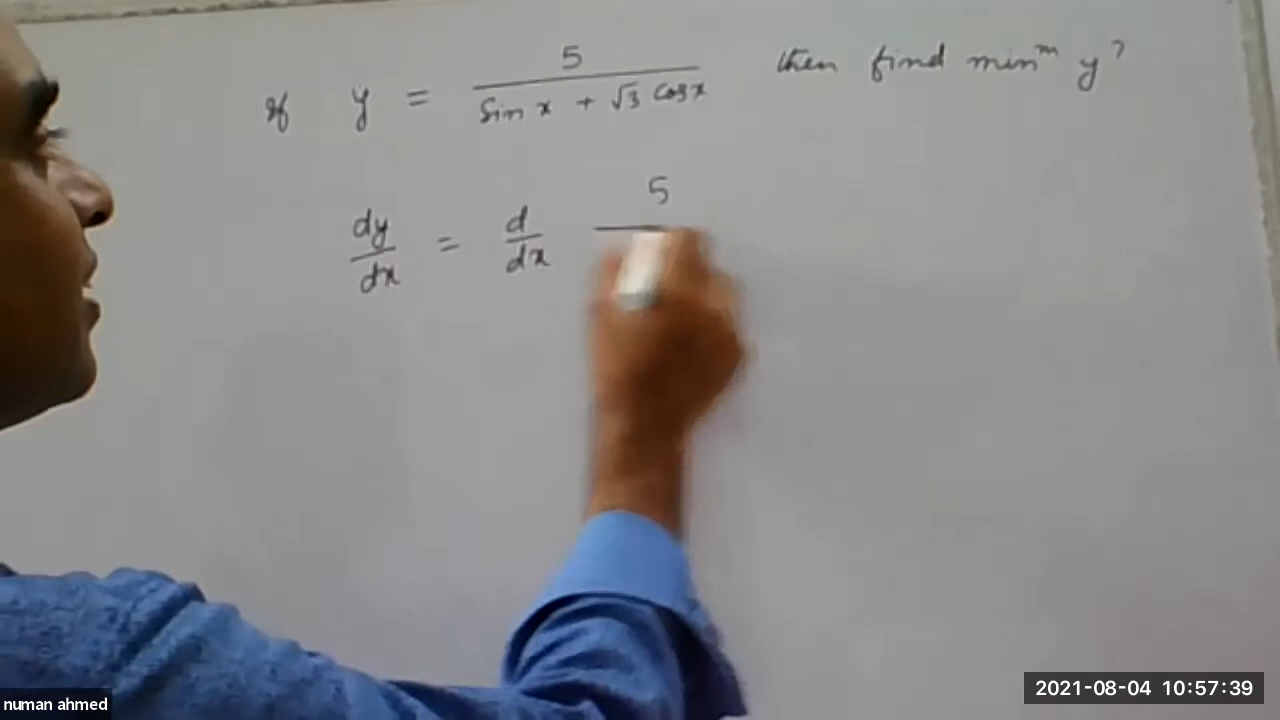 If y = 5 / (Sin x + √3 Cos x) then find minᵐ y?
dy/dx = d/dx 5
numan ahmed
2021-08-04 10:57:39